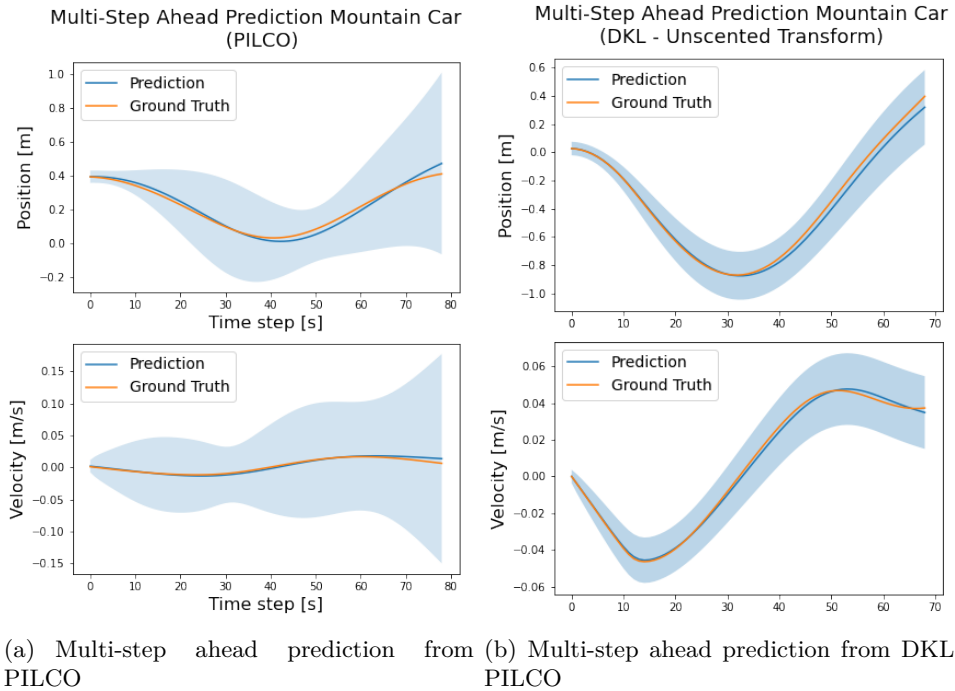 Multi-Step Ahead Prediction Mountain Car
(PILCO)
Prediction
Ground Truth
Position [m]
1.0
0.8
0.6
0.4
0.2
0.0
−0.2
0 10 20 30 40 50 60 70 80
Time step [s]
Prediction
Ground Truth
Velocity [m/s]
0.15
0.10
0.05
0.00
−0.05
−0.10
−0.15
0 10 20 30 40 50 60 70 80
Time step [s]
(a) Multi-step ahead prediction from
PILCO
Multi-Step Ahead Prediction Mountain Car
(DKL - Unscented Transform)
Prediction
Ground Truth
Position [m]
0.6
0.4
0.2
0.0
−0.2
−0.4
−0.6
−0.8
−1.0
0 10 20 30 40 50 60 70
Prediction
Ground Truth
Velocity [m/s]
0.06
0.04
0.02
0.00
−0.02
−0.04
−0.06
0 10 20 30 40 50 60 70
(b) Multi-step ahead prediction from DKL
PILCO